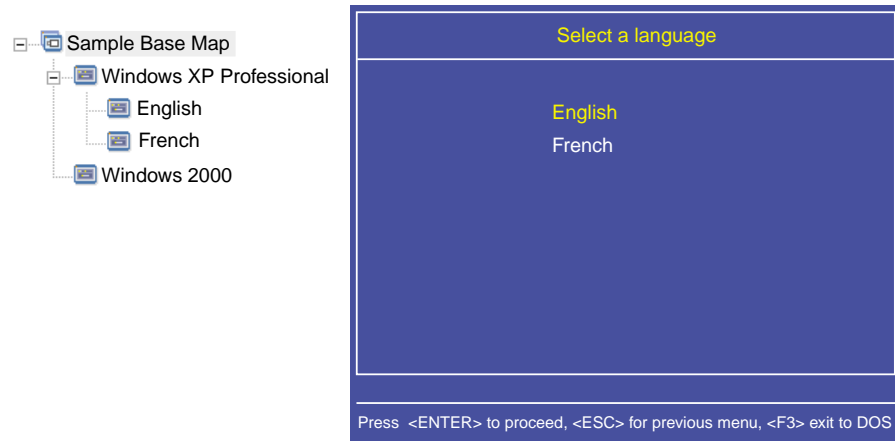 Sample Base Map
Windows XP Professional
English
French
Windows 2000
Select a language
English
French
Press <ENTER> to proceed, <ESC> for previous menu, <F3> exit to DOS